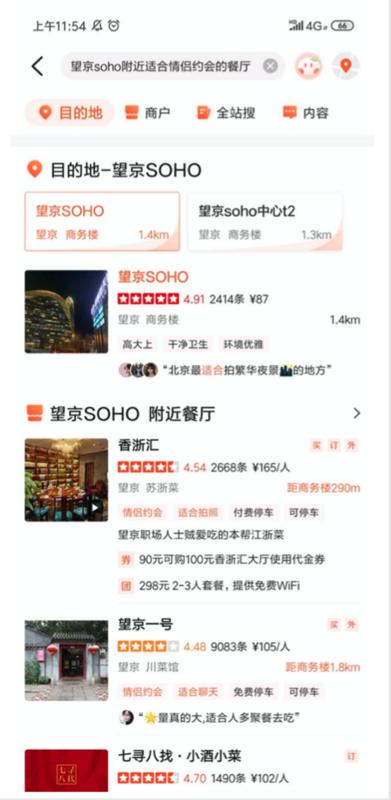 上午11:54
4G 66
望京soho附近适合情侣约会的餐厅
目的地 商户 全站搜 内容
目的地-望京SOHO
望京SOHO
望京 商务楼 1.4km
望京soho中心t2
望京 商务楼 1.3km
望京SOHO
4.91 2414条 ¥87
望京 商务楼 1.4km
高大上 干净卫生 环境优雅
“北京最适合拍繁华夜景🌃的地方”
望京SOHO 附近餐厅
香浙汇 买 订 外
4.54 2668条 ¥165/人
望京 苏浙菜 距商务楼290m
情侣约会 适合拍照 付费停车 可停车
望京职场人士贼爱吃的本帮江浙菜
券 90元可购100元香浙汇大厅使用代金券
团 298元 2-3人套餐，提供免费WiFi
望京一号 买 外
4.48 9083条 ¥105/人
望京 川菜馆 距商务楼1.8km
情侣约会 适合聊天 免费停车 可停车
“🌟量真的大,适合人多聚餐去吃”
七寻八找·小酒小菜 订
七寻
八找
4.70 1490条 ¥102/人